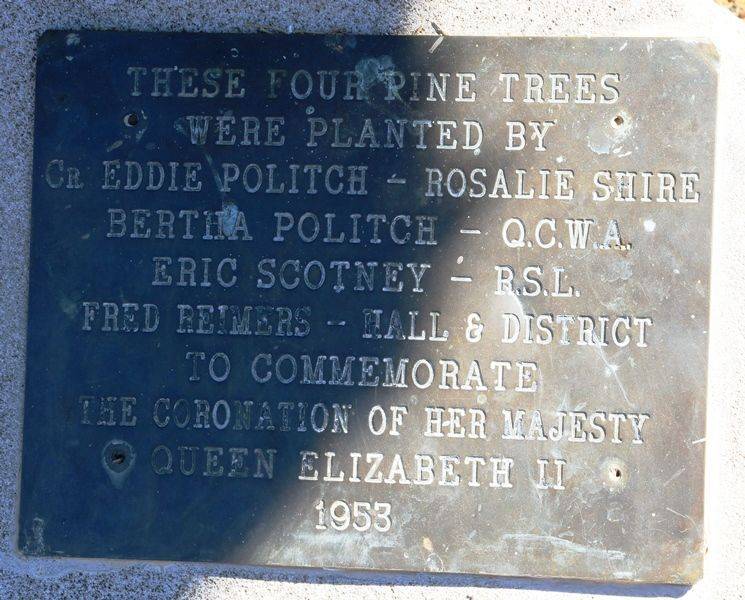 THESE FOUR PINE TREES
WERE PLANTED BY
CR EDDIE POLITCH - ROSALIE SHIRE
BERTHA POLITCH - Q.C.W.A.
ERIC SCOTNEY - R.S.L.
FRED REIMERS - HALL & DISTRICT
TO COMMEMORATE
THE CORONATION OF HER MAJESTY
QUEEN ELIZABETH II
1953